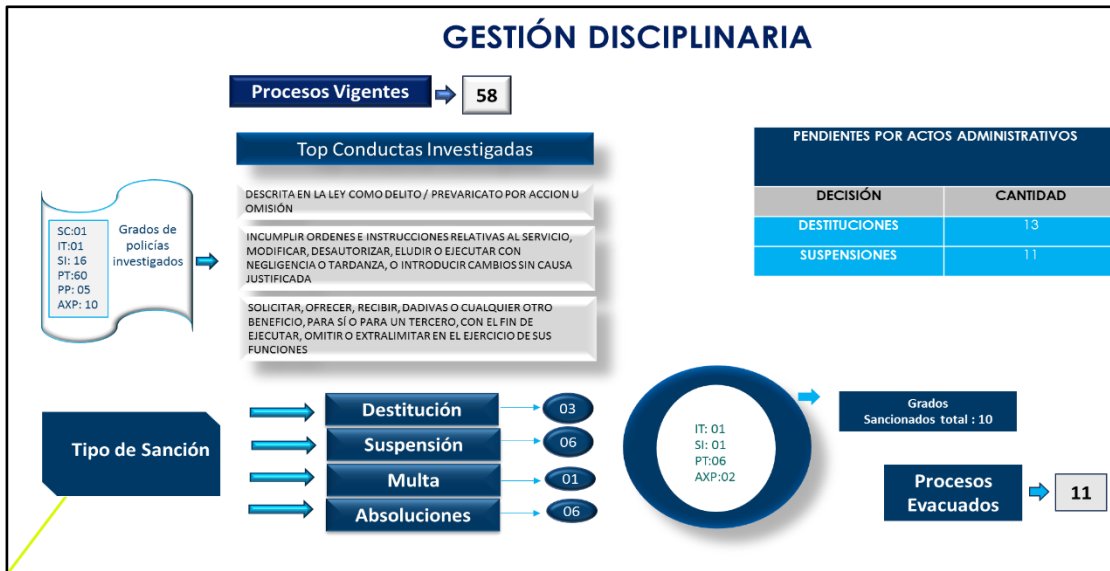 GESTIÓN DISCIPLINARIA
Procesos Vigentes
58
Top Conductas Investigadas
DESCRITA EN LA LEY COMO DELITO / PREVARICATO POR ACCION U
OMISIÓN
INCUMPLIR ORDENES E INSTRUCCIONES RELATIVAS AL SERVICIO,
MODIFICAR, DESAUTORIZAR, ELUDIR O EJECUTAR CON
NEGLIGENCIA O TARDANZA, O INTRODUCIR CAMBIOS SIN CAUSA
JUSTIFICADA
SOLICITAR, OFRECER, RECIBIR, DADIVAS O CUALQUIER OTRO
BENEFICIO, PARA SÍ O PARA UN TERCERO, CON EL FIN DE
EJECUTAR, OMITIR O EXTRALIMITAR EN EL EJERCICIO DE SUS
FUNCIONES
SC:01
IT:01
SI: 16
PT:60
PP: 05
AXP: 10
Grados de
policías
investigados
PENDIENTES POR ACTOS ADMINISTRATIVOS
DECISIÓN CANTIDAD
DESTITUCIONES 13
SUSPENSIONES 11
Tipo de Sanción
Destitución 03
Suspensión 06
Multa 01
Absoluciones 06
IT: 01
SI: 01
PT:06
AXP:02
Grados
Sancionados total : 10
Procesos
Evacuados
11